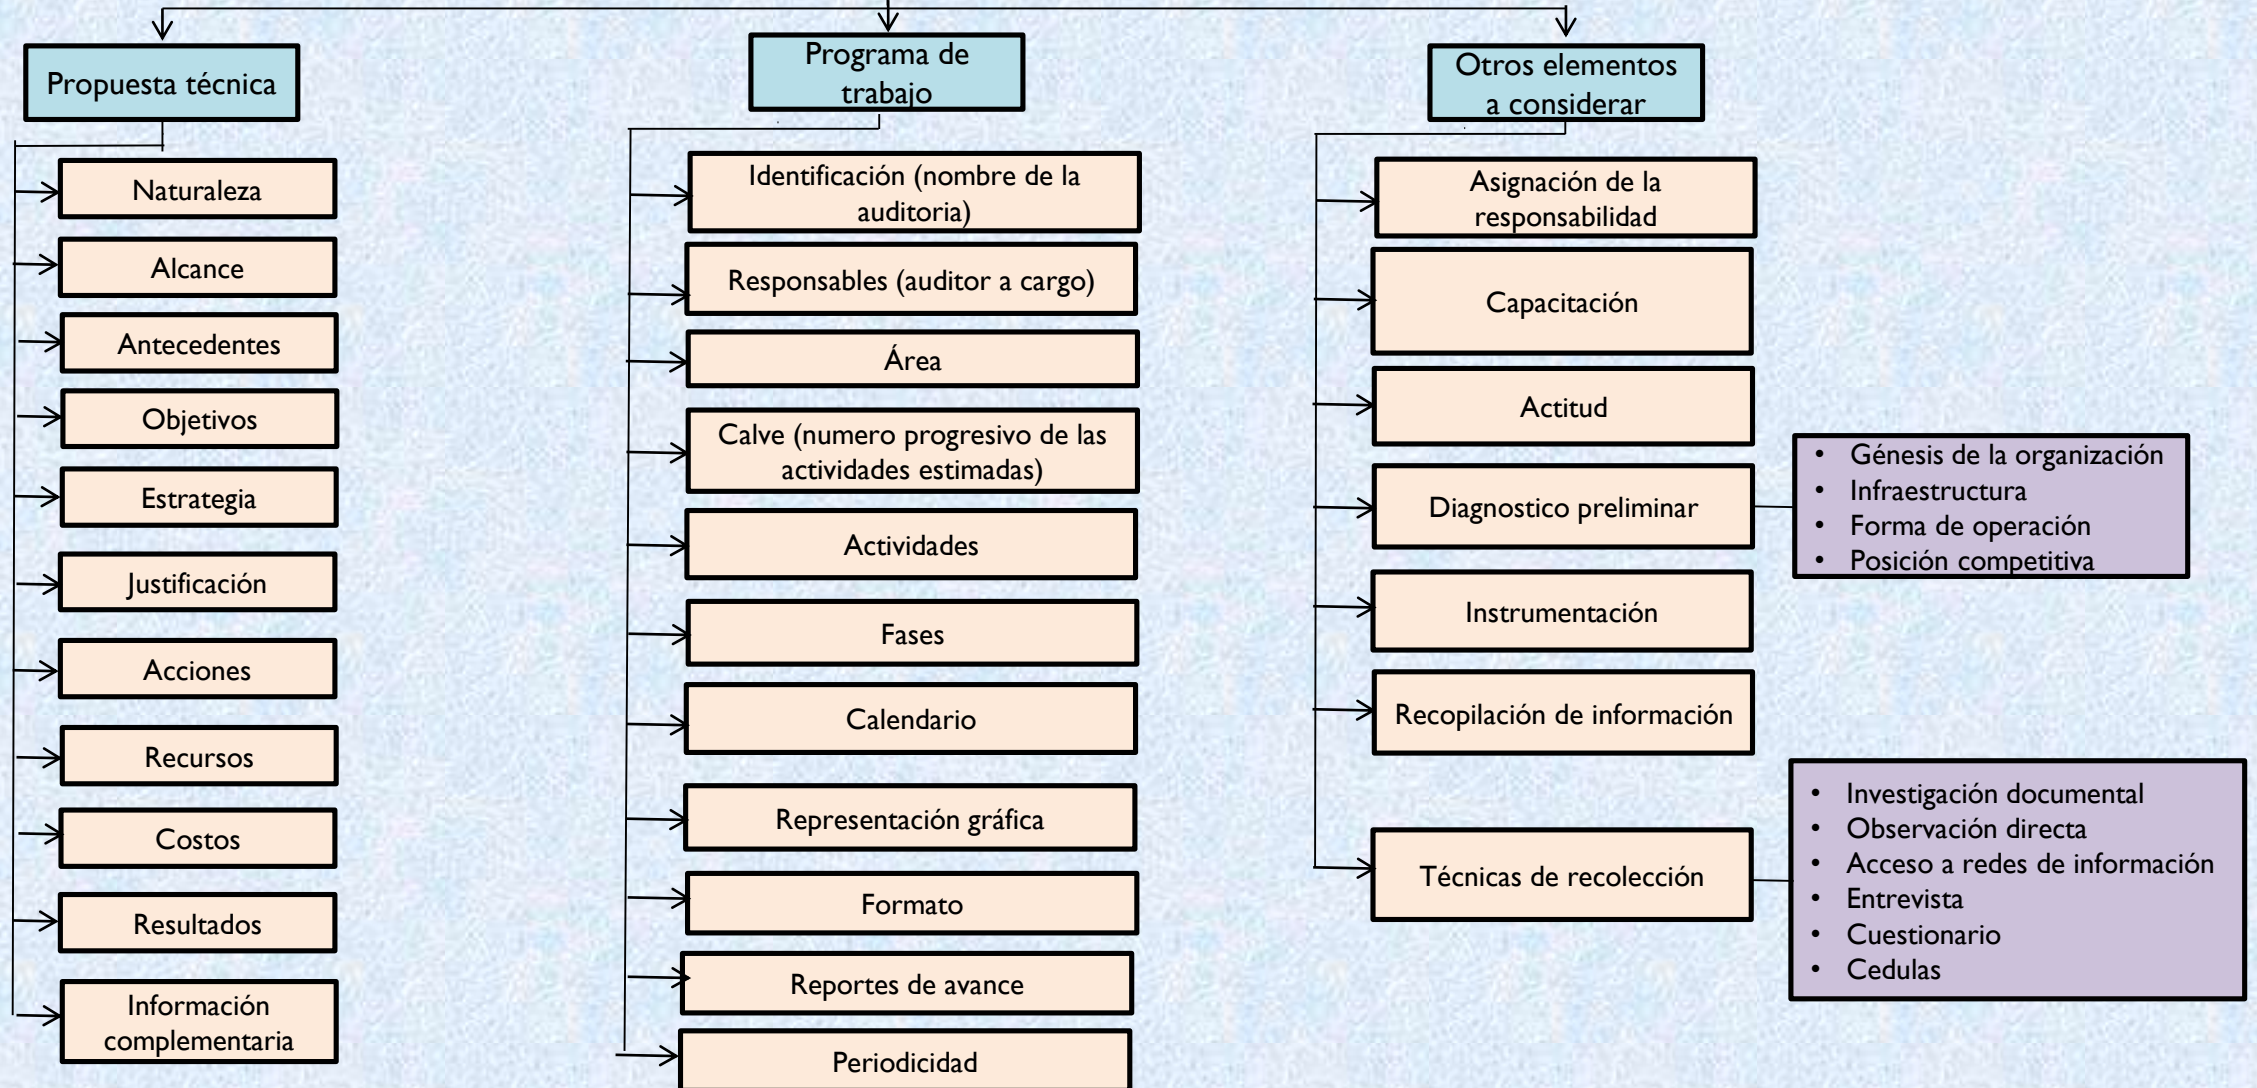 Propuesta técnica
Naturaleza
Alcance
Antecedentes
Objetivos
Estrategia
Justificación
Acciones
Recursos
Costos
Resultados
Información
complementaria
Programa de
trabajo
Identificación (nombre de la
auditoria)
Responsables (auditor a cargo)
Área
Calve (numero progresivo de las
actividades estimadas)
Actividades
Fases
Calendario
Representación gráfica
Formato
Reportes de avance
Periodicidad
Otros elementos
a considerar
Asignación de la
responsabilidad
Capacitación
Actitud
Diagnostico preliminar
• Génesis de la organización
• Infraestructura
• Forma de operación
• Posición competitiva
Instrumentación
Recopilación de información
Técnicas de recolección
• Investigación documental
• Observación directa
• Acceso a redes de información
• Entrevista
• Cuestionario
• Cedulas